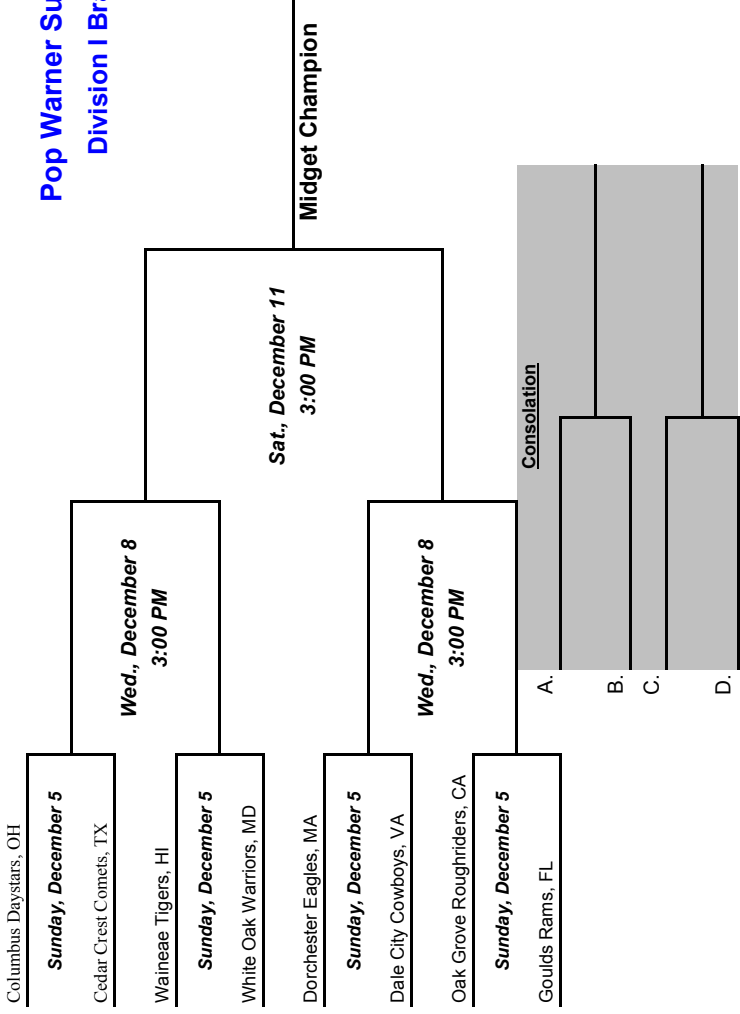 Pop Warner Su
Division I Bra
Columbus Daystars, OH
Sunday, December 5
Cedar Crest Comets, TX
Waineae Tigers, HI
Sunday, December 5
White Oak Warriors, MD
Dorchester Eagles, MA
Sunday, December 5
Dale City Cowboys, VA
Oak Grove Roughriders, CA
Sunday, December 5
Goulds Rams, FL
Wed., December 8
3:00 PM
Wed., December 8
3:00 PM
Sat., December 11
3:00 PM
Midget Champion
Consolation
A.
B.
C.
D.